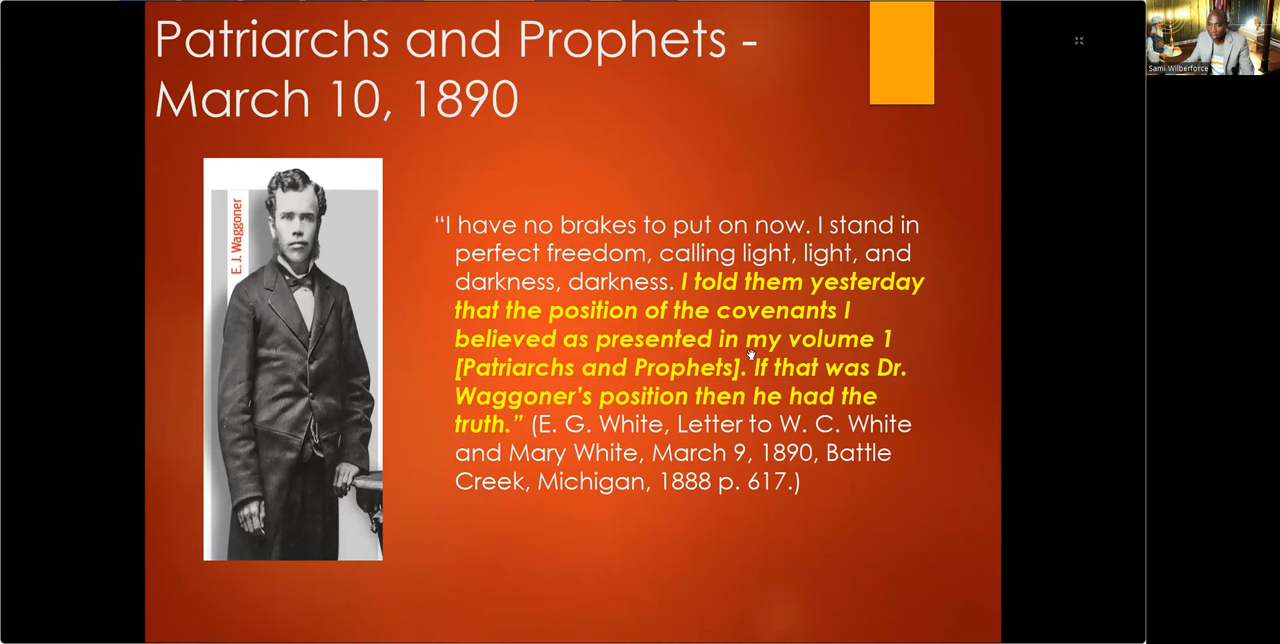 Patriarchs and Prophets -
March 10, 1890
E. J. Waggoner
“I have no brakes to put on now. I stand in
perfect freedom, calling light, light, and
darkness, darkness. I told them yesterday
that the position of the covenants I
believed as presented in my volume 1
[Patriarchs and Prophets]. If that was Dr.
Waggoner’s position then he had the
truth.” (E. G. White, Letter to W. C. White
and Mary White, March 9, 1890, Battle
Creek, Michigan, 1888 p. 617.)
Sami Wilberforce